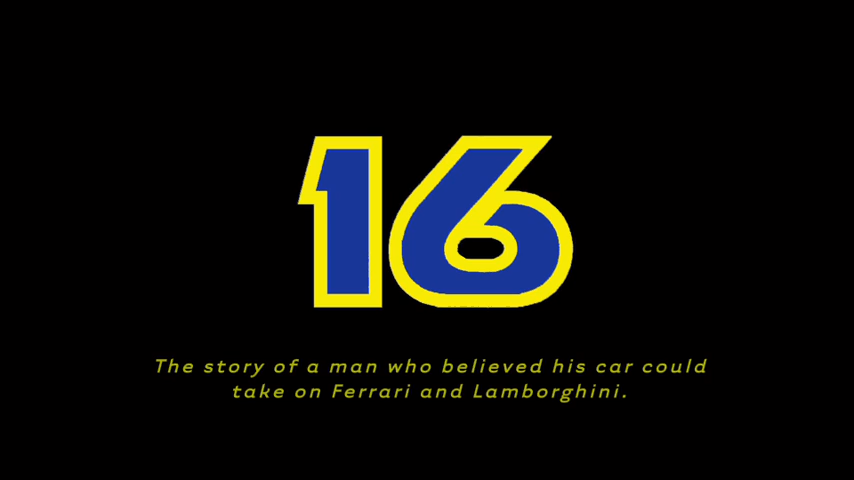 16
The story of a man who believed his car could
take on Ferrari and Lamborghini.